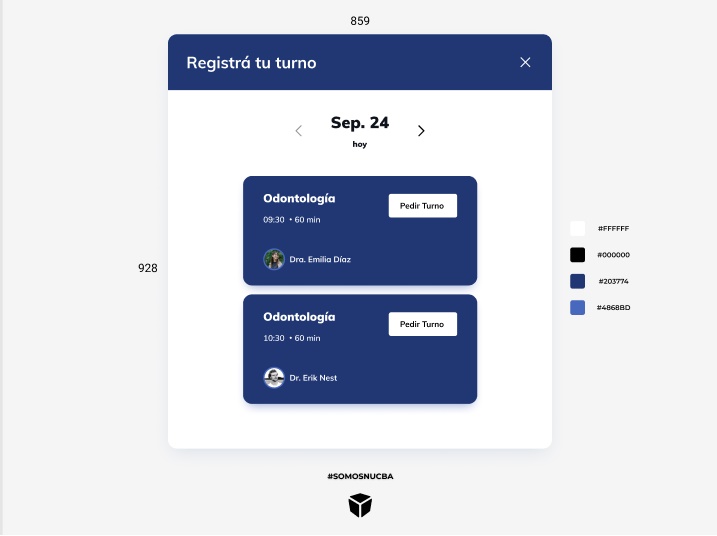 859
Registrá tu turno
Sep. 24
hoy
Odontología
Pedir Turno
09:30 • 60 min
Dra. Emilia Díaz
#FFFFFF
#000000
928
#203774
Odontología
#4868BD
Pedir Turno
10:30 • 60 min
Dr. Erik Nest
#SOMOSNUCBA